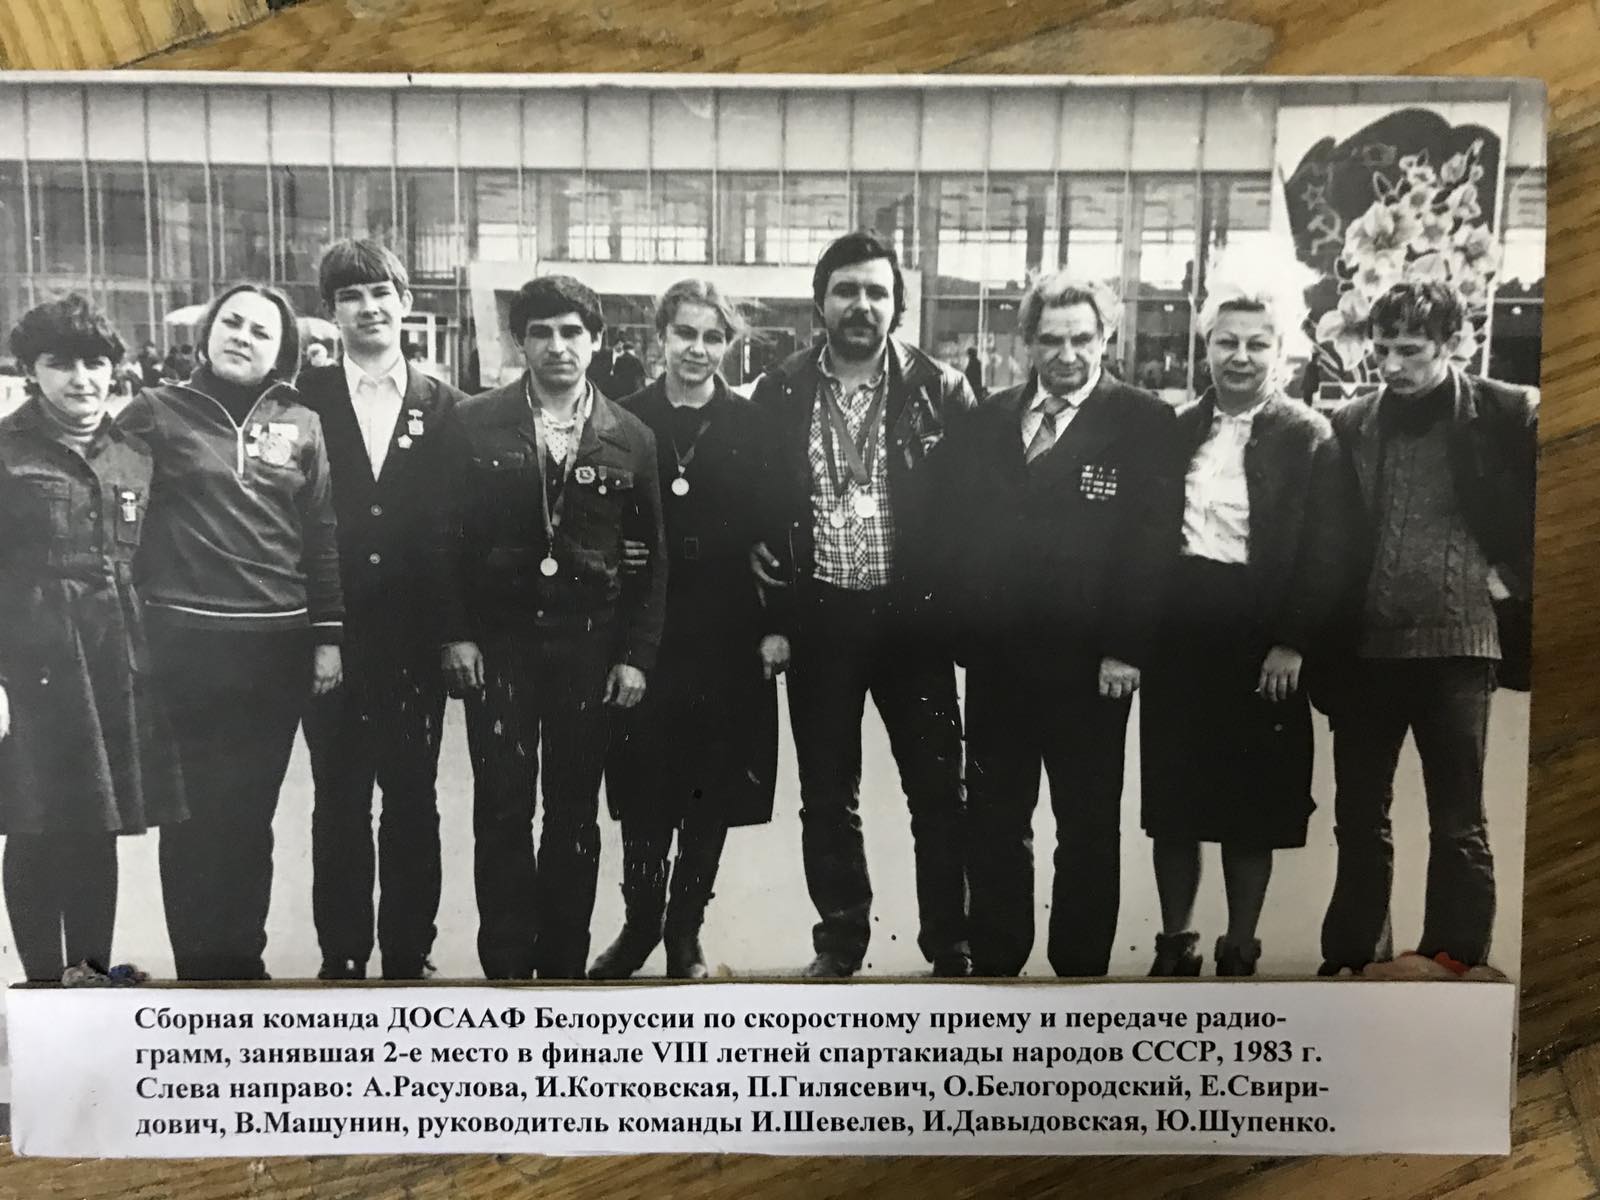 Сборная команда ДОСААФ Белоруссии по скоростному приему и передаче радио-
грамм, занявшая 2-е место в финале VIII летней спартакиады народов СССР, 1983 г.
Слева направо: А.Расулова, И.Котковская, П.Гилясевич, О.Белогородский, Е.Свири-
дович, В.Машунин, руководитель команды И.Шевелев, И.Давыдовская, Ю.Шупенко.